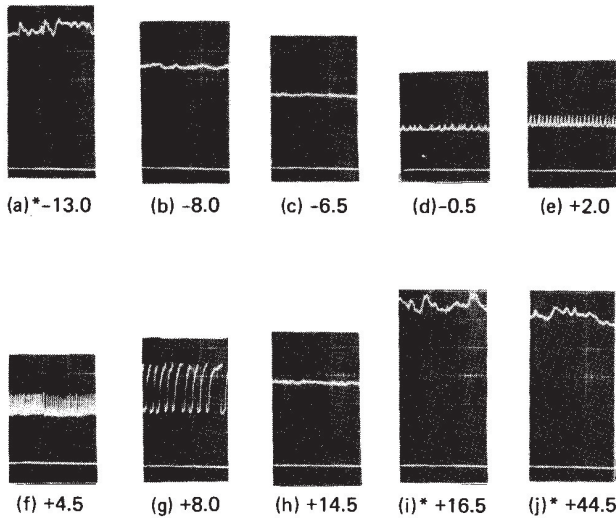 (a)*-13.0 (b) -8.0 (c) -6.5 (d)-0.5 (e) +2.0
(f) +4.5 (g) +8.0 (h) +14.5 (i)* +16.5 (j)* +44.5